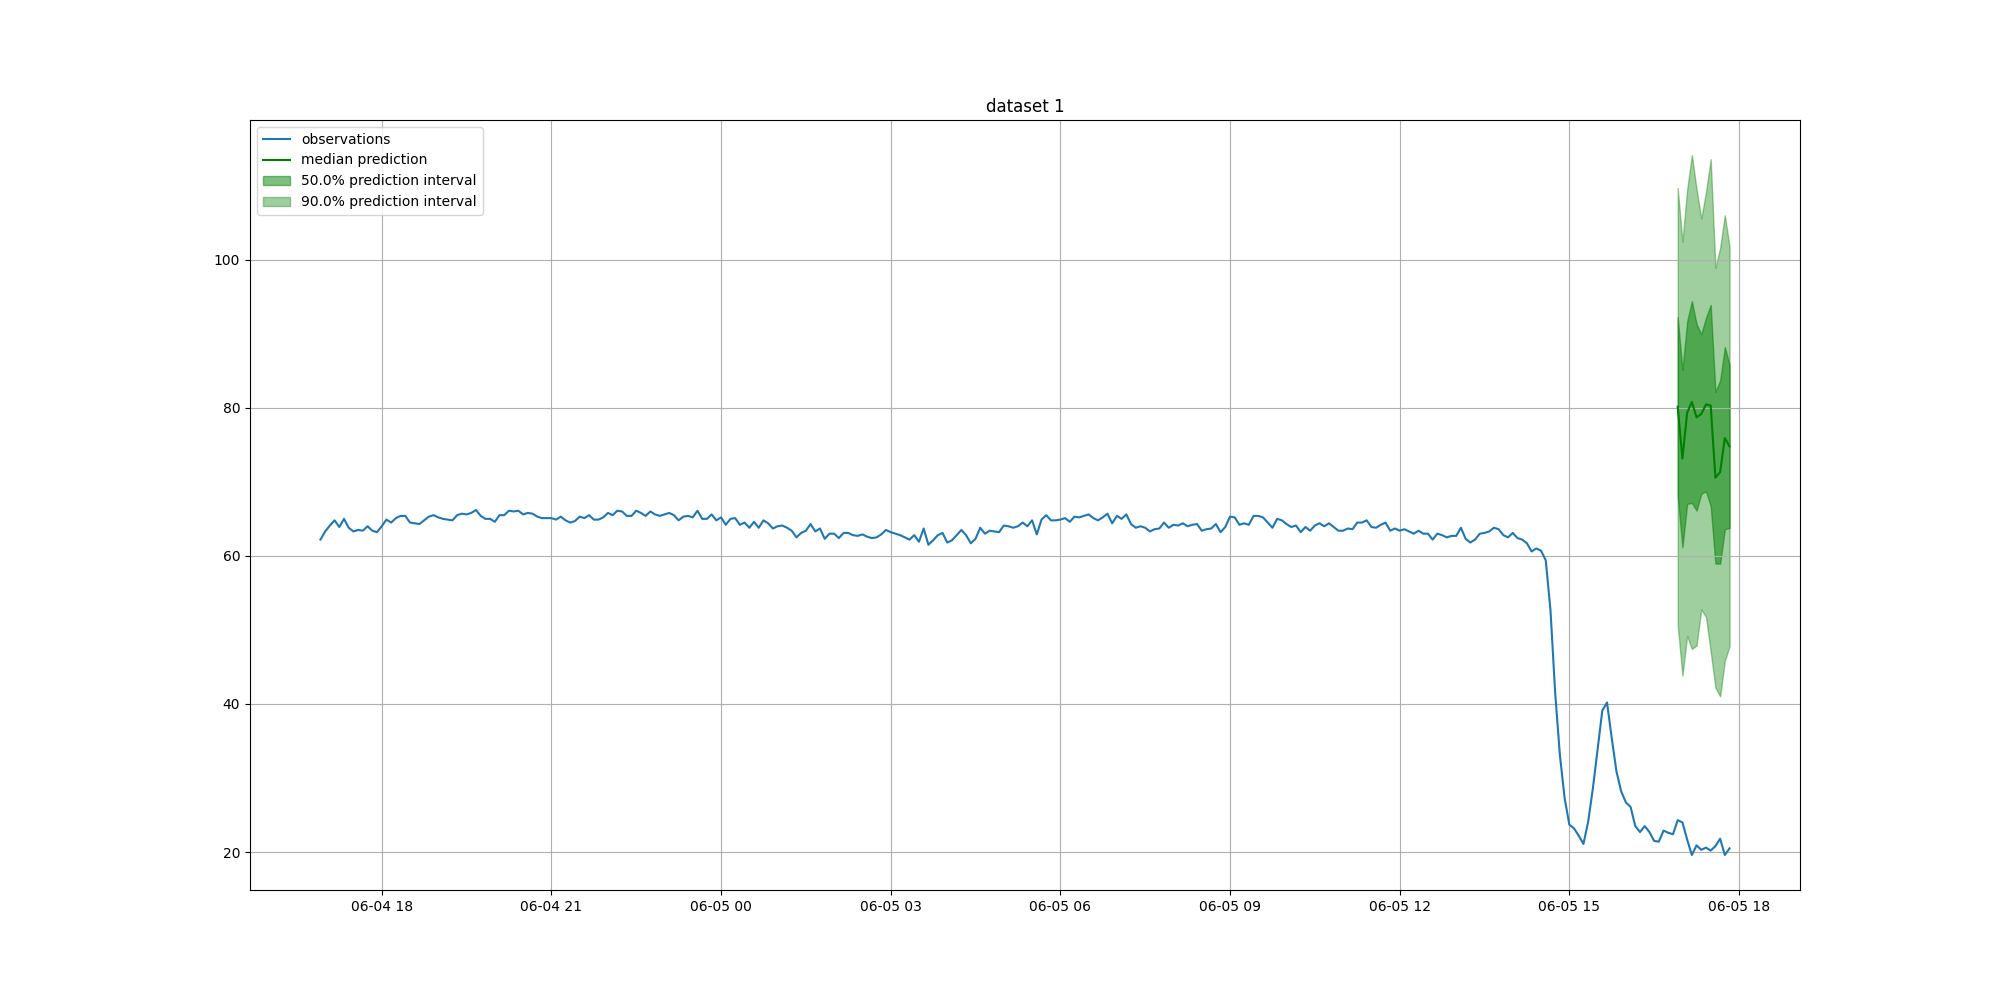 dataset 1
observations
median prediction
50.0% prediction interval
90.0% prediction interval
100
80
60
40
20
06-04 18
06-04 21
06-05 00
06-05 03
06-05 06
06-05 09
06-05 12
06-05 15
06-05 18